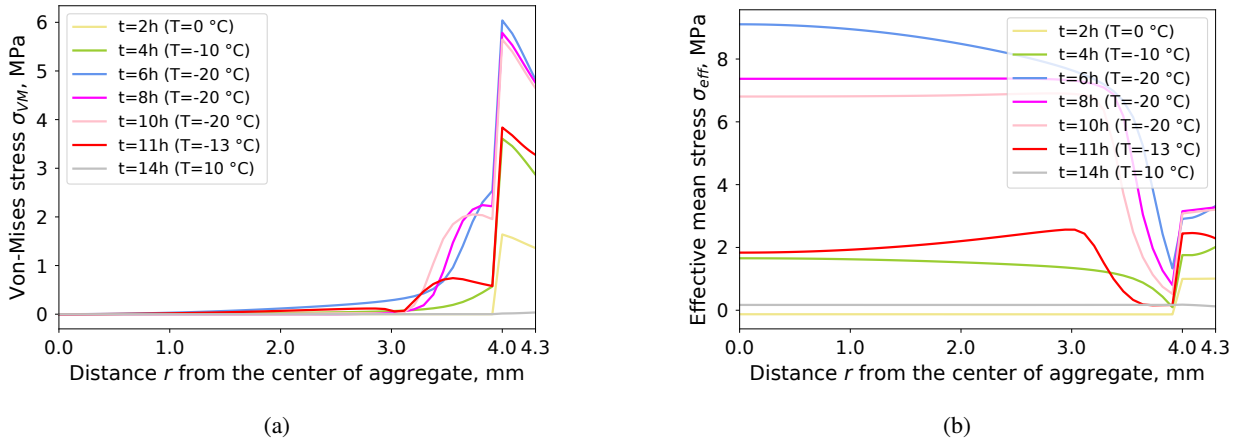 Von-Mises stress σVM, MPa
6
5
4
3
2
1
0
t=2h (T=0 °C)
t=4h (T=-10 °C)
t=6h (T=-20 °C)
t=8h (T=-20 °C)
t=10h (T=-20 °C)
t=11h (T=-13 °C)
t=14h (T=10 °C)
0.0 1.0 2.0 3.0 4.0 4.3
Distance r from the center of aggregate, mm
(a)
Effective mean stress σeff, MPa
8
6
4
2
0
t=2h (T=0 °C)
t=4h (T=-10 °C)
t=6h (T=-20 °C)
t=8h (T=-20 °C)
t=10h (T=-20 °C)
t=11h (T=-13 °C)
t=14h (T=10 °C)
0.0 1.0 2.0 3.0 4.0 4.3
Distance r from the center of aggregate, mm
(b)